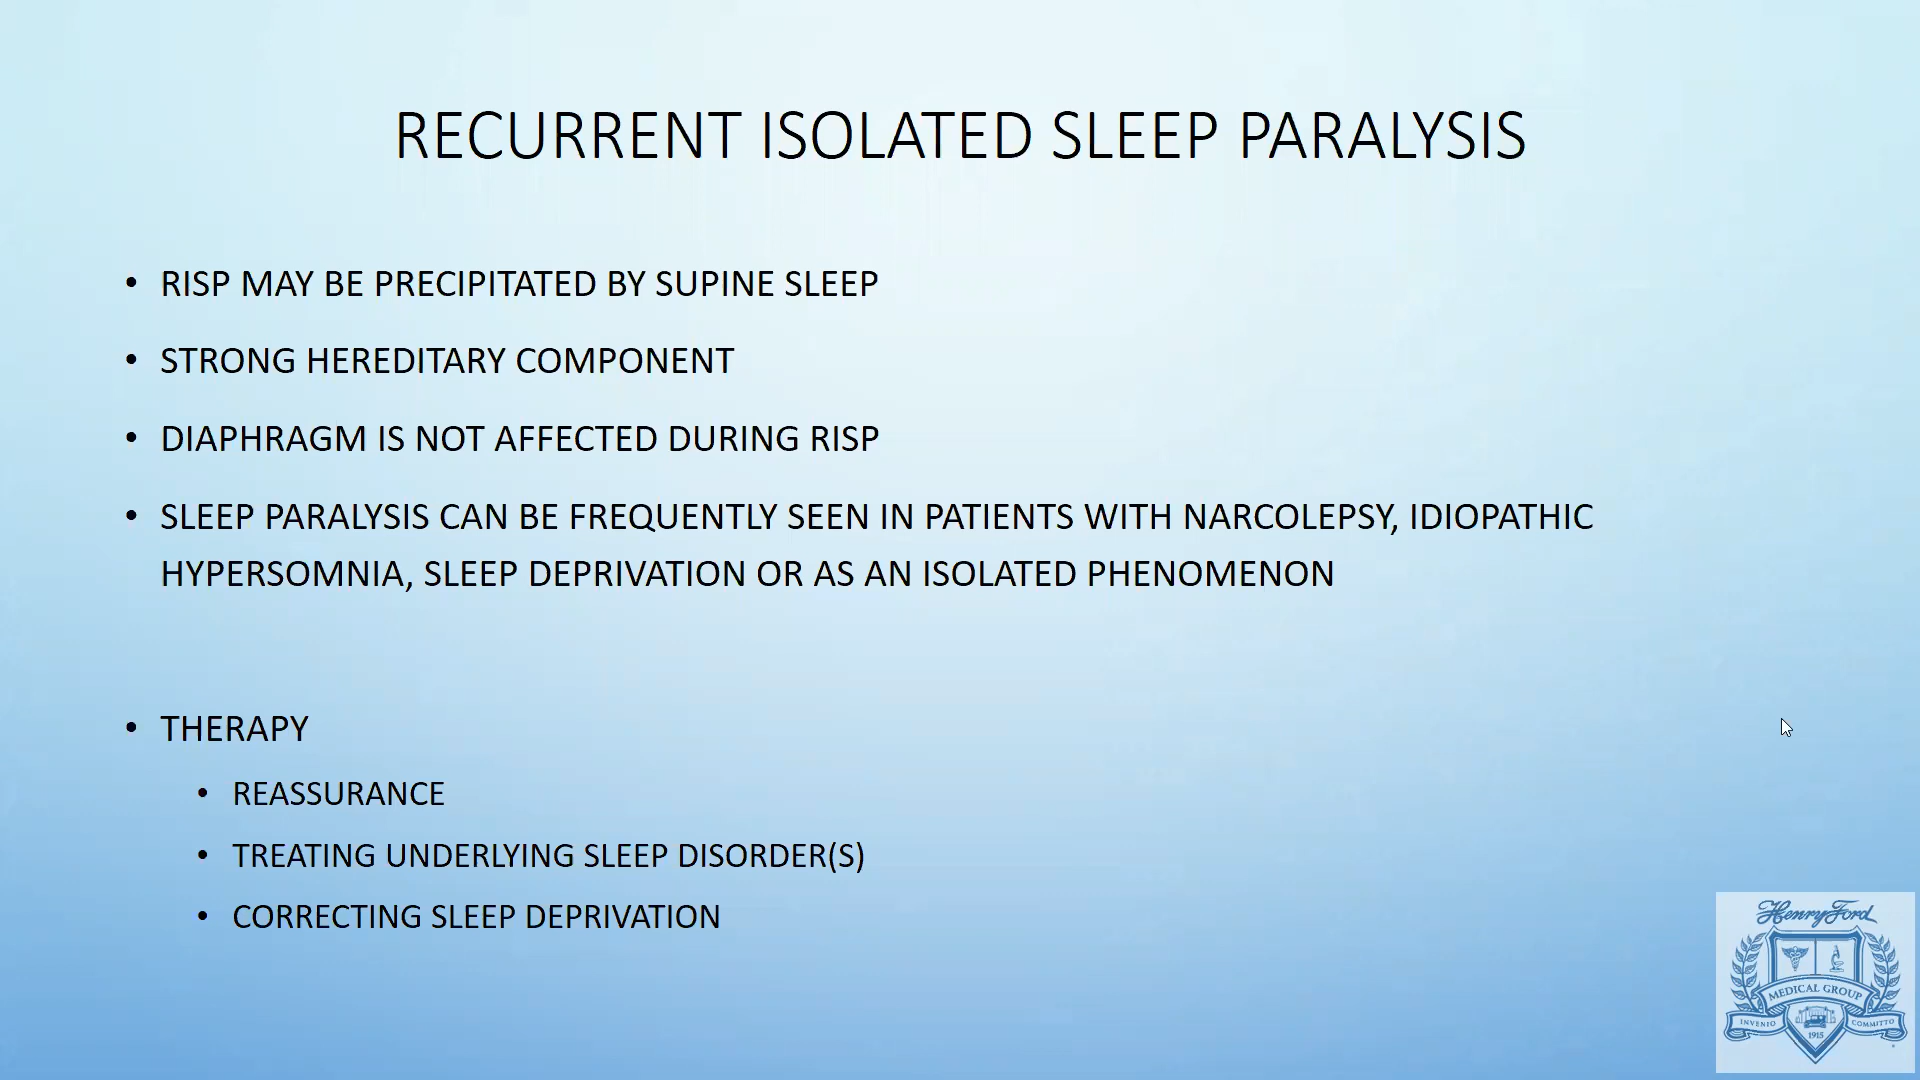 RECURRENT ISOLATED SLEEP PARALYSIS
• RISP MAY BE PRECIPITATED BY SUPINE SLEEP
• STRONG HEREDITARY COMPONENT
• DIAPHRAGM IS NOT AFFECTED DURING RISP
• SLEEP PARALYSIS CAN BE FREQUENTLY SEEN IN PATIENTS WITH NARCOLEPSY, IDIOPATHIC
HYPERSOMNIA, SLEEP DEPRIVATION OR AS AN ISOLATED PHENOMENON
• THERAPY
• REASSURANCE
• TREATING UNDERLYING SLEEP DISORDER(S)
• CORRECTING SLEEP DEPRIVATION
Henry Ford
MEDICAL GROUP
INVENIO COMMITTO
1915